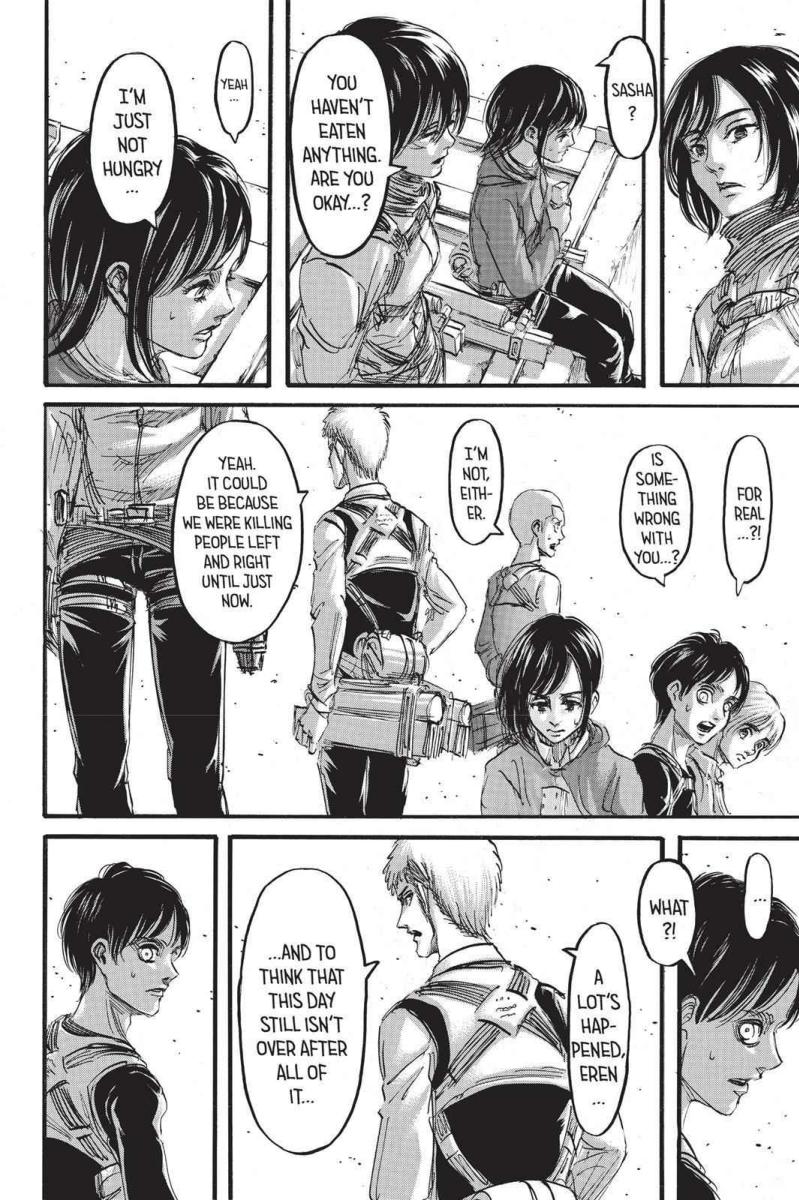 SASHA
?
YOU
HAVEN'T
EATEN
ANYTHING.
ARE YOU
OKAY...?
YEAH
...
I'M
JUST
NOT
HUNGRY
...
FOR
REAL
...?!
IS
SOME-
THING
WRONG
WITH
YOU...?
I'M
NOT,
EITH-
ER.
YEAH.
IT COULD
BE BECAUSE
WE WERE KILLING
PEOPLE LEFT
AND RIGHT
UNTIL JUST
NOW.
...
WHAT
?!
A
LOT'S
HAP-
PENED,
EREN
...
...AND TO
THINK THAT
THIS DAY
STILL ISN'T
OVER AFTER
ALL OF
IT...